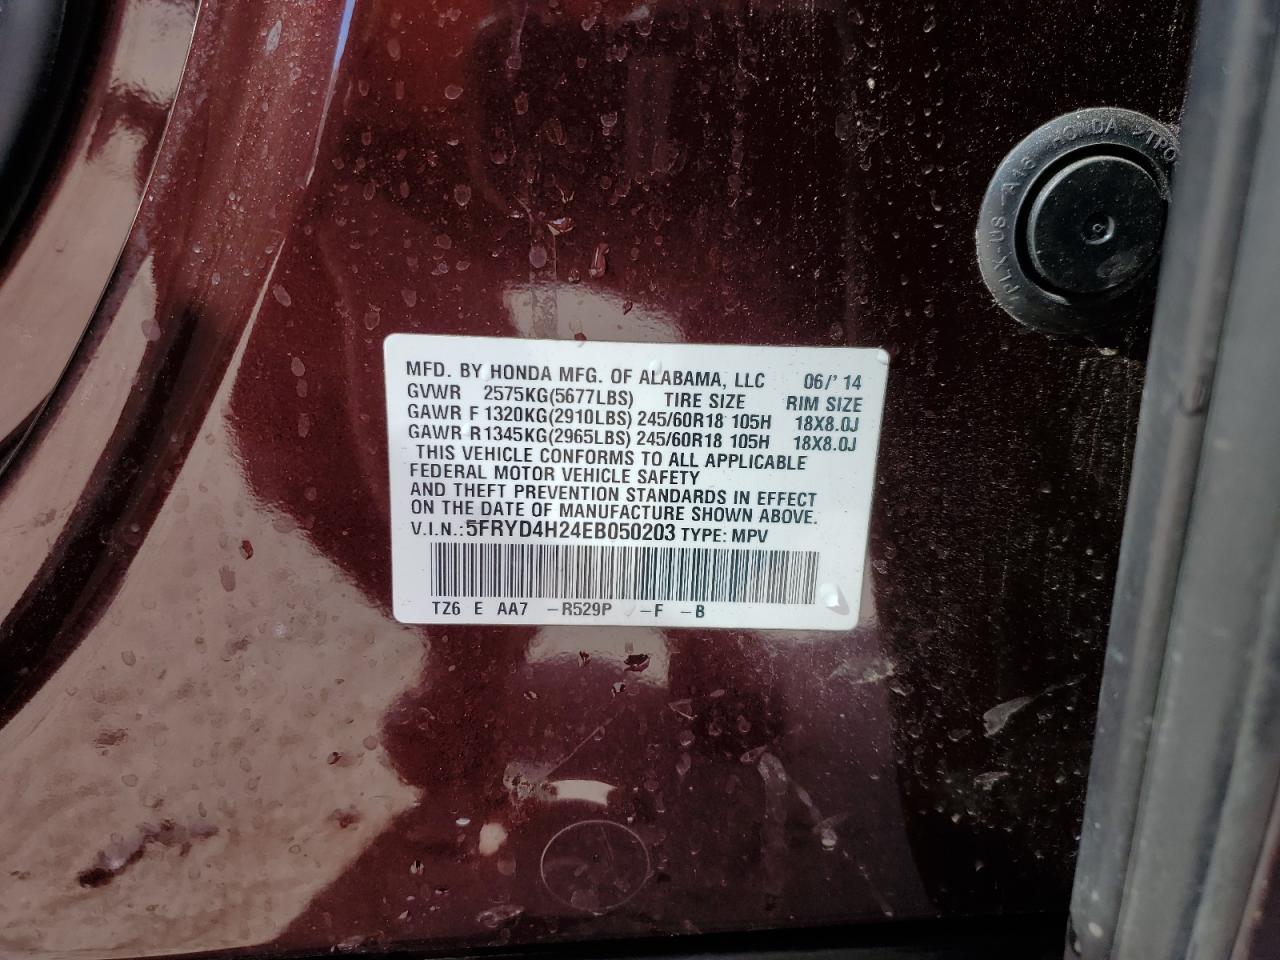 MFD. BY HONDA MFG. OF ALABAMA, LLC 06/' 14
GVWR 2575KG(5677LBS) TIRE SIZE RIM SIZE
GAWR F 1320KG(2910LBS) 245/60R18 105H 18X8.0J
GAWR R 1345KG(2965LBS) 245/60R18 105H 18X8.0J
THIS VEHICLE CONFORMS TO ALL APPLICABLE
FEDERAL MOTOR VEHICLE SAFETY
AND THEFT PREVENTION STANDARDS IN EFFECT
ON THE DATE OF MANUFACTURE SHOWN ABOVE.
V.I.N.: 5FRYD4H24EB050203 TYPE: MPV
TZ6 E AA7 -R529P -F -B
HONDA